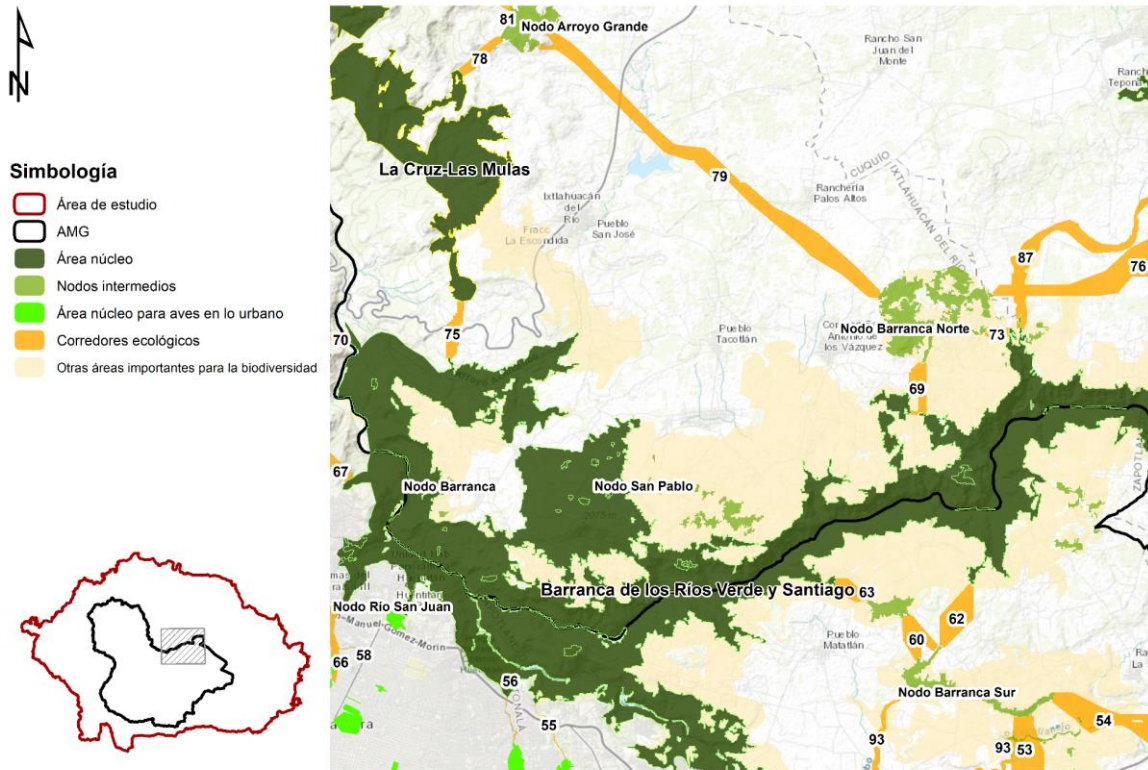 N
Simbología
Área de estudio
AMG
Área núcleo
Nodos intermedios
Área núcleo para aves en lo urbano
Corredores ecológicos
Otras áreas importantes para la biodiversidad
81
Nodo Arroyo Grande
78
Rancho San
Juan del
Monte
La Cruz-Las Mulas
79
CUQUÍO
IXTLAHUACÁN DEL RÍO
Ranchería
Palos Altos
Ixtlahuacán
del
Río
Pueblo
San José
Fracc
La Escondida
87
76
70
75
Pueblo
Tacotlán
Nodo Barranca Norte
73
los Vázquez
69
67
Nodo Barranca
Nodo San Pablo
Barranca de los Ríos Verde y Santiago
63
Nodo Río San Juan
Manuel-Gómez-Morín
62
60
Pueblo
Matatlán
66
58
56
55
Nodo Barranca Sur
54
93
93
53